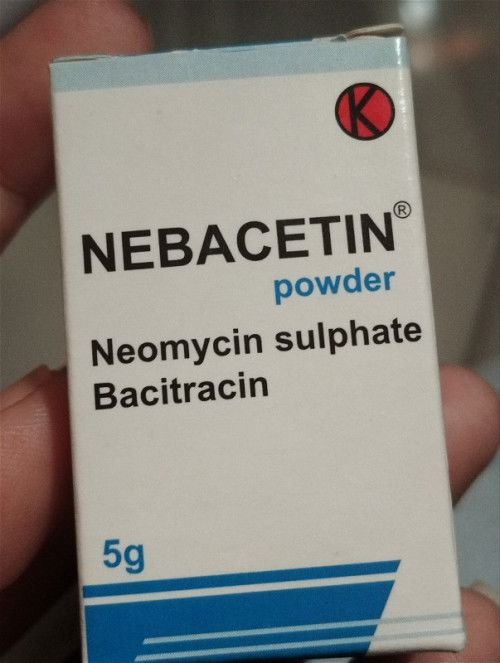 K
NEBACETIN®
powder
Neomycin sulphate
Bacitracin
5g